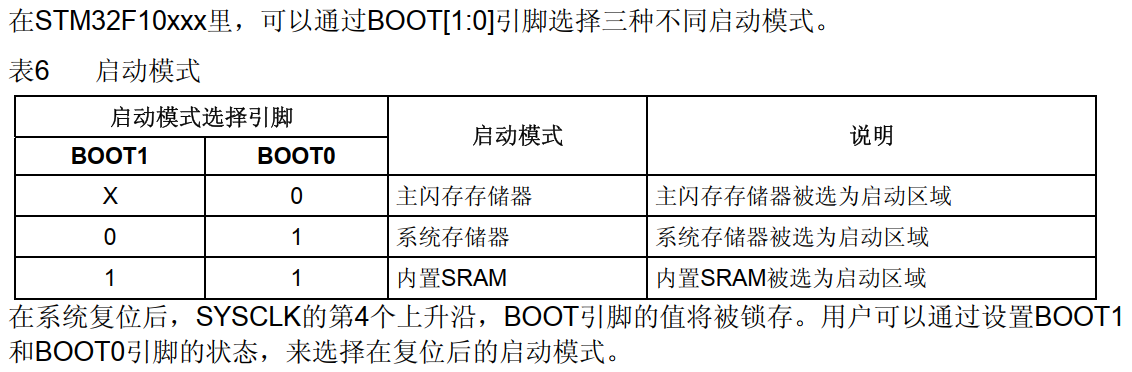 在STM32F10xxx里，可以通过BOOT[1:0]引脚选择三种不同启动模式。
表6 启动模式
启动模式选择引脚 启动模式 说明
BOOT1 BOOT0
X 0 主闪存存储器 主闪存存储器被选为启动区域
0 1 系统存储器 系统存储器被选为启动区域
1 1 内置SRAM 内置SRAM被选为启动区域
在系统复位后，SYSCLK的第4个上升沿，BOOT引脚的值将被锁存。用户可以通过设置BOOT1
和BOOT0引脚的状态，来选择在复位后的启动模式。